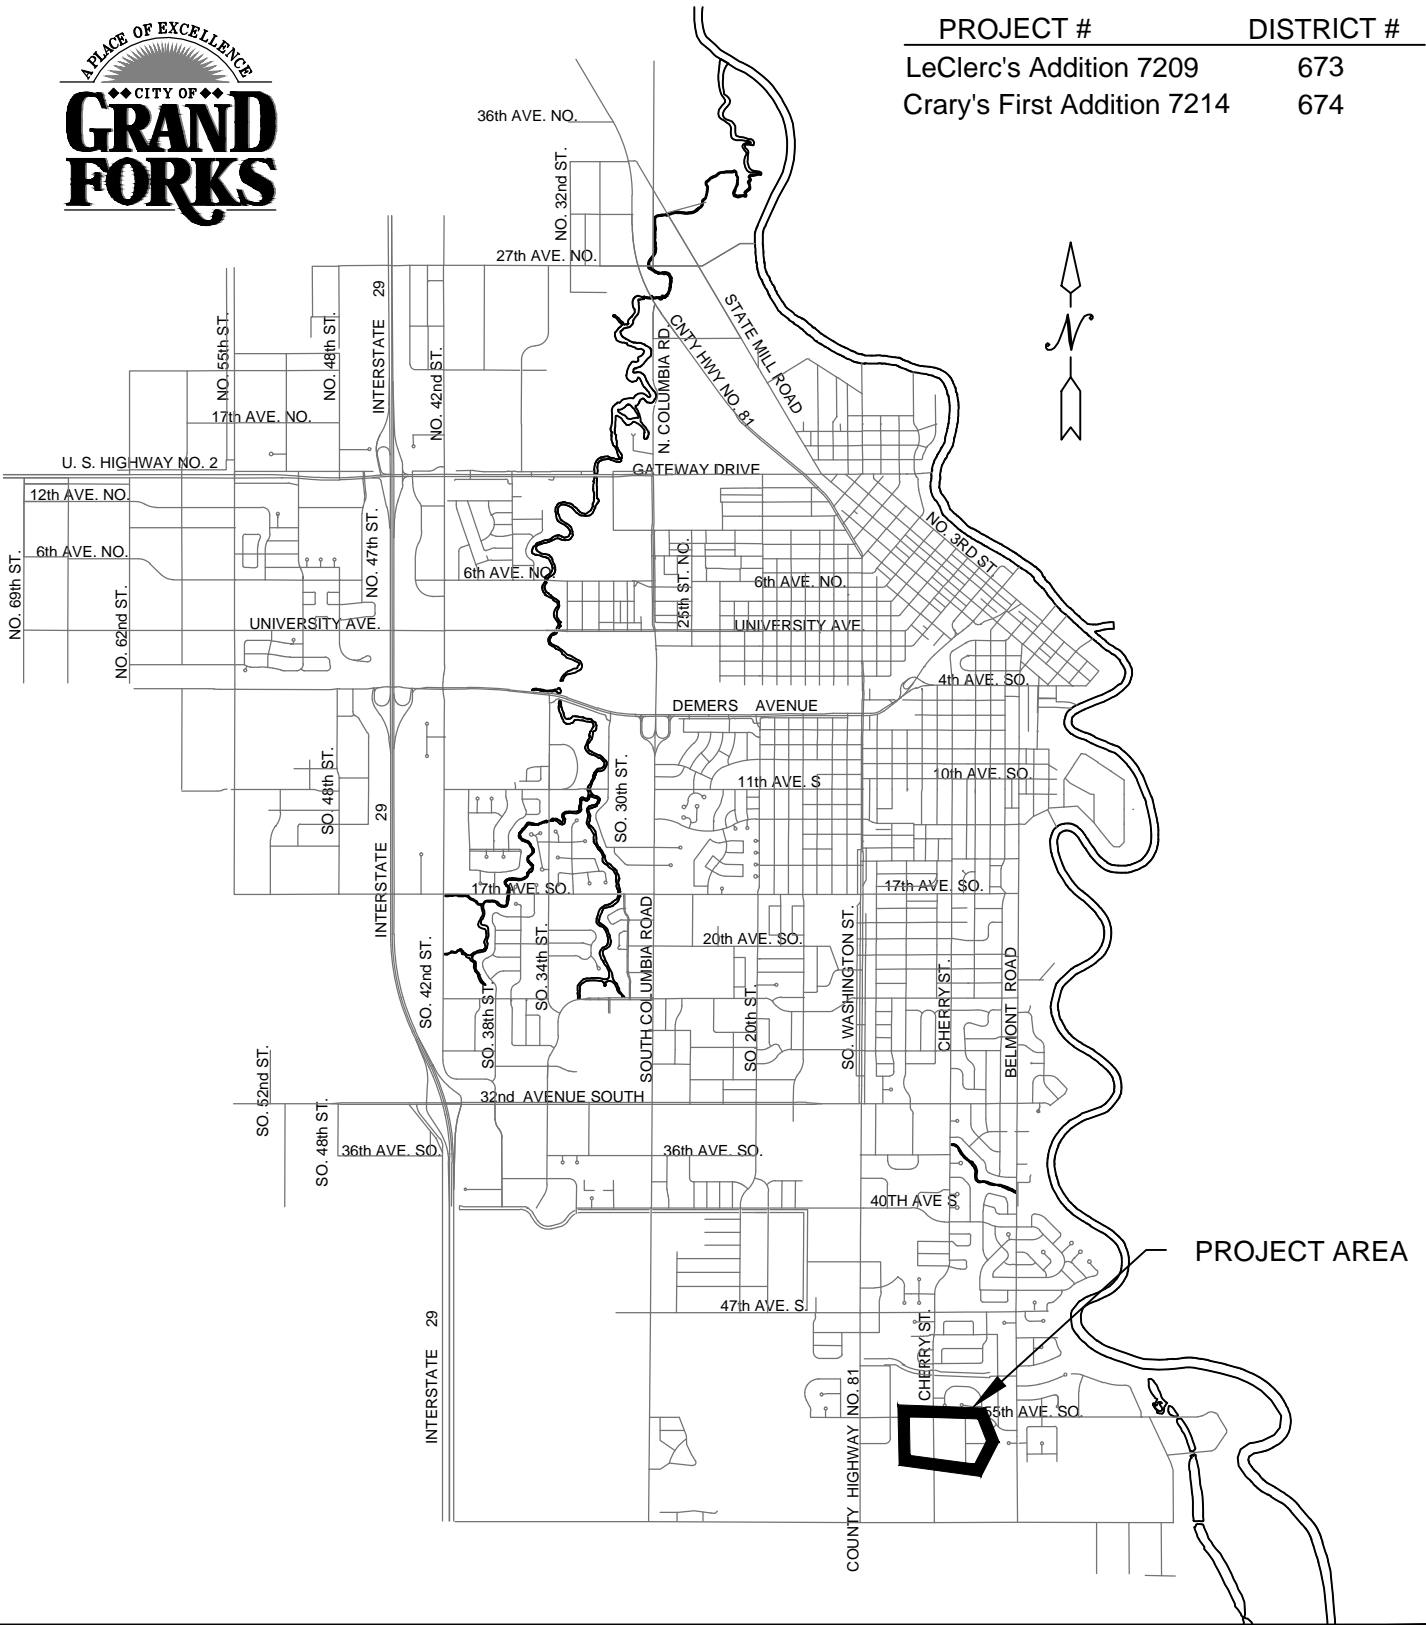 A PLACE OF EXCELLENCE
CITY OF
GRAND
FORKS
PROJECT # DISTRICT #
LeClerc's Addition 7209 673
Crary's First Addition 7214 674
36th AVE. NO.
NO. 32nd ST.
27th AVE. NO.
N
NO. 55th ST.
NO. 48th ST.
INTERSTATE 29
NO. 42nd ST.
N. COLUMBIA RD.
CNTY HWY NO. 81
STATE MILL ROAD
17th AVE. NO.
U. S. HIGHWAY NO. 2
GATEWAY DRIVE
12th AVE. NO.
NO. 47th ST.
NO. 3RD ST
6th AVE. NO.
6th AVE. NO.
6th AVE. NO.
NO. 69th ST.
NO. 62nd ST.
25th ST. NO.
UNIVERSITY AVE.
UNIVERSITY AVE.
4th AVE. SO.
DEMERS AVENUE
SO. 48th ST.
INTERSTATE 29
SO. 30th ST.
11th AVE. S
10th AVE. SO.
17th AVE. SO.
17th AVE. SO.
SO. 42nd ST.
SO. 38th ST.
SO. 34th ST.
SOUTH COLUMBIA ROAD
20th AVE. SO.
SO. 20th ST.
SO. WASHINGTON ST.
CHERRY ST.
BELMONT ROAD
SO. 52nd ST.
SO. 48th ST.
32nd AVENUE SOUTH
36th AVE. SO.
36th AVE. SO.
40TH AVE S
PROJECT AREA
47th AVE. S.
INTERSTATE 29
CHERRY ST.
COUNTY HIGHWAY NO. 81
55th AVE. SO.